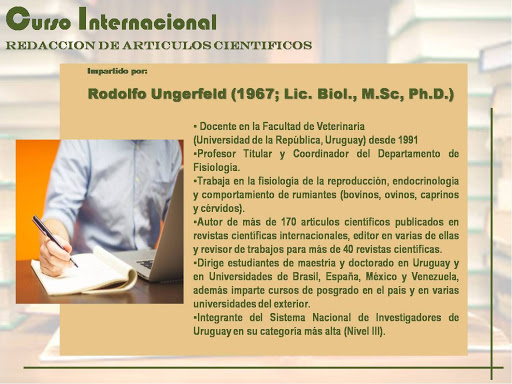 Curso Internacional
REDACCION DE ARTICULOS CIENTIFICOS
Impartido por:
Rodolfo Ungerfeld (1967; Lic. Biol., M.Sc, Ph.D.)
• Docente en la Facultad de Veterinaria
(Universidad de la República, Uruguay) desde 1991
•Profesor Titular y Coordinador del Departamento de
Fisiología.
•Trabaja en la fisiología de la reproducción, endocrinología
y comportamiento de rumiantes (bovinos, ovinos, caprinos
y cérvidos).
•Autor de más de 170 artículos científicos publicados en
revistas científicas internacionales, editor en varias de ellas
y revisor de trabajos para más de 40 revistas científicas.
•Dirige estudiantes de maestría y doctorado en Uruguay y
en Universidades de Brasil, España, México y Venezuela,
además imparte cursos de posgrado en el país y en varias
universidades del exterior.
•Integrante del Sistema Nacional de Investigadores de
Uruguay en su categoría más alta (Nivel III).